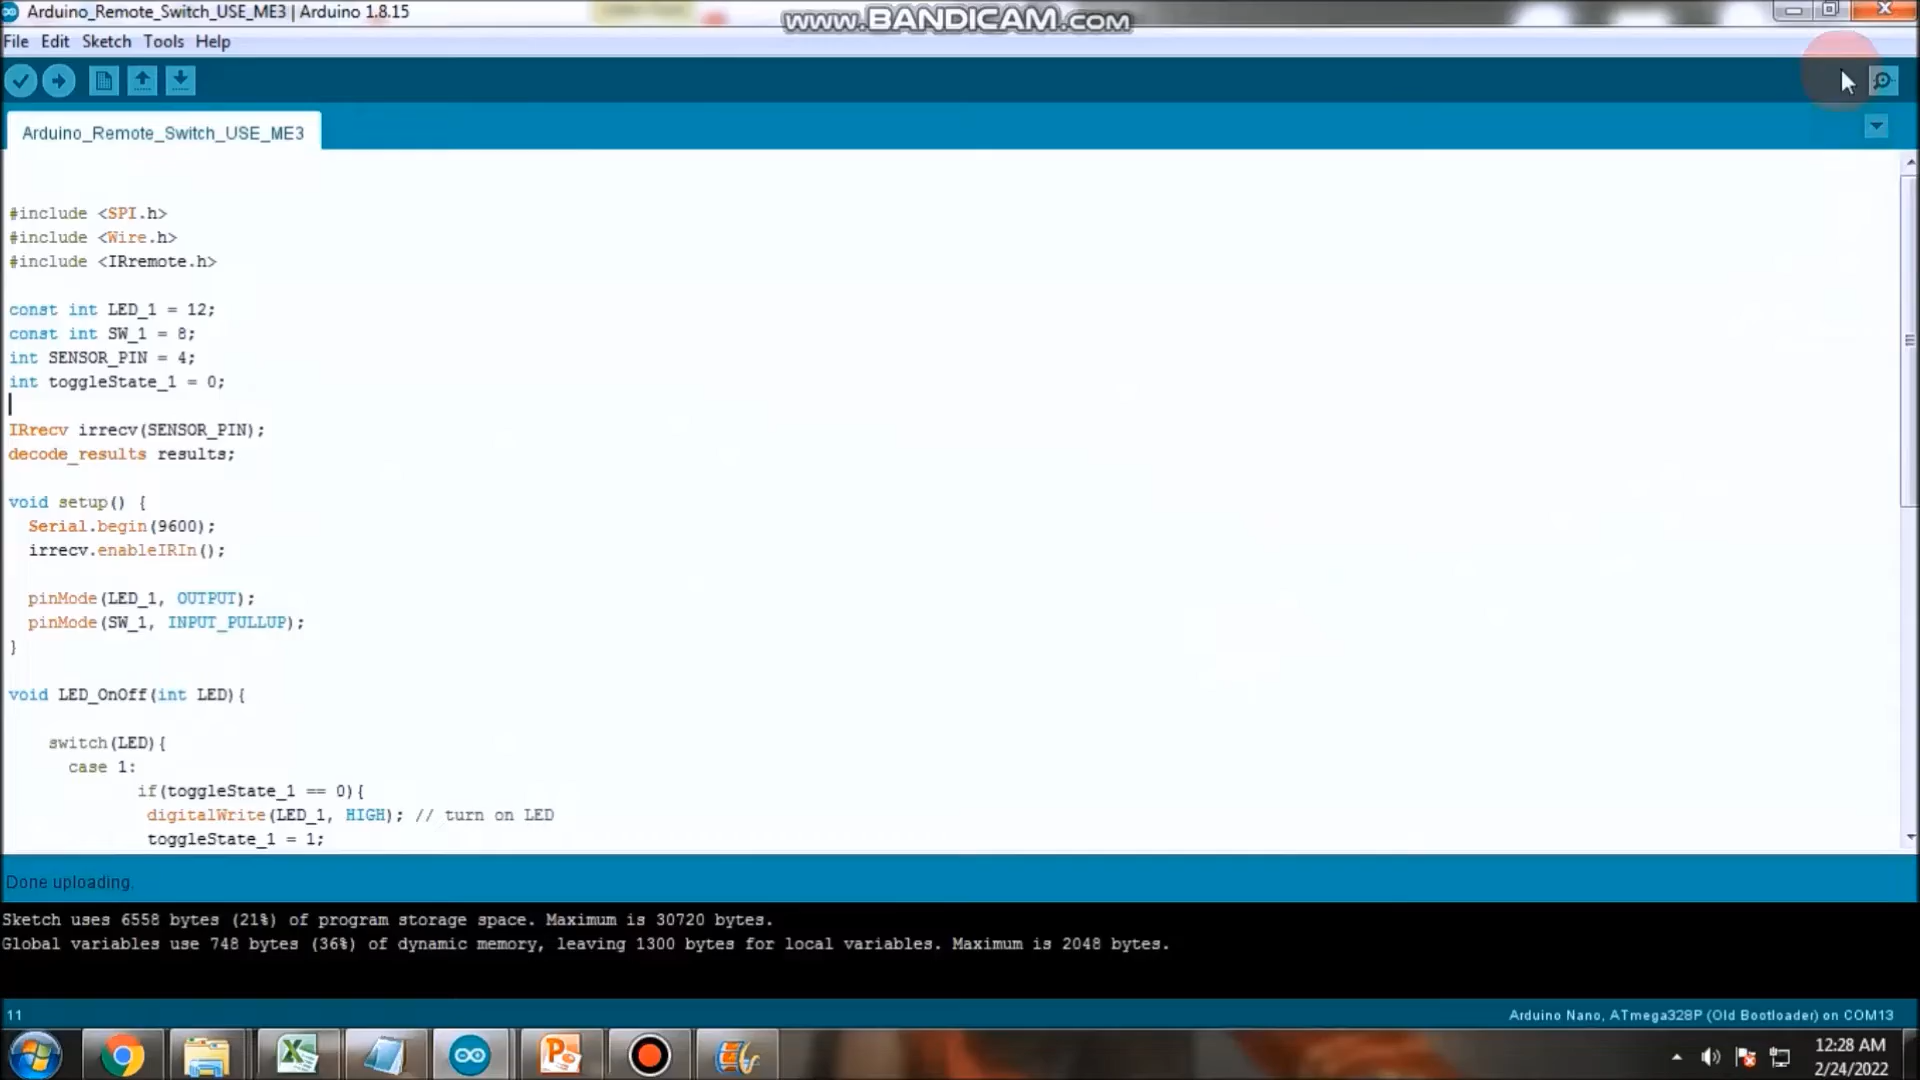 Arduino_Remote_Switch_USE_ME3 | Arduino 1.8.15
www.BANDICAM.com
File Edit Sketch Tools Help
Arduino_Remote_Switch_USE_ME3
#include <SPI.h>
#include <Wire.h>
#include <IRremote.h>
const int LED_1 = 12;
const int SW_1 = 8;
int SENSOR_PIN = 4;
int toggleState_1 = 0;
IRrecv irrecv(SENSOR_PIN);
decode_results results;
void setup() {
Serial.begin(9600);
irrecv.enableIRIn();
pinMode(LED_1, OUTPUT);
pinMode(SW_1, INPUT_PULLUP);
}
void LED_OnOff(int LED){
switch(LED){
case 1:
if(toggleState_1 == 0){
digitalWrite(LED_1, HIGH); // turn on LED
toggleState_1 = 1;
Done uploading.
Sketch uses 6558 bytes (21%) of program storage space. Maximum is 30720 bytes.
Global variables use 748 bytes (36%) of dynamic memory, leaving 1300 bytes for local variables. Maximum is 2048 bytes.
11
Arduino Nano, ATmega328P (Old Bootloader) on COM13
12:28 AM
2/24/2022